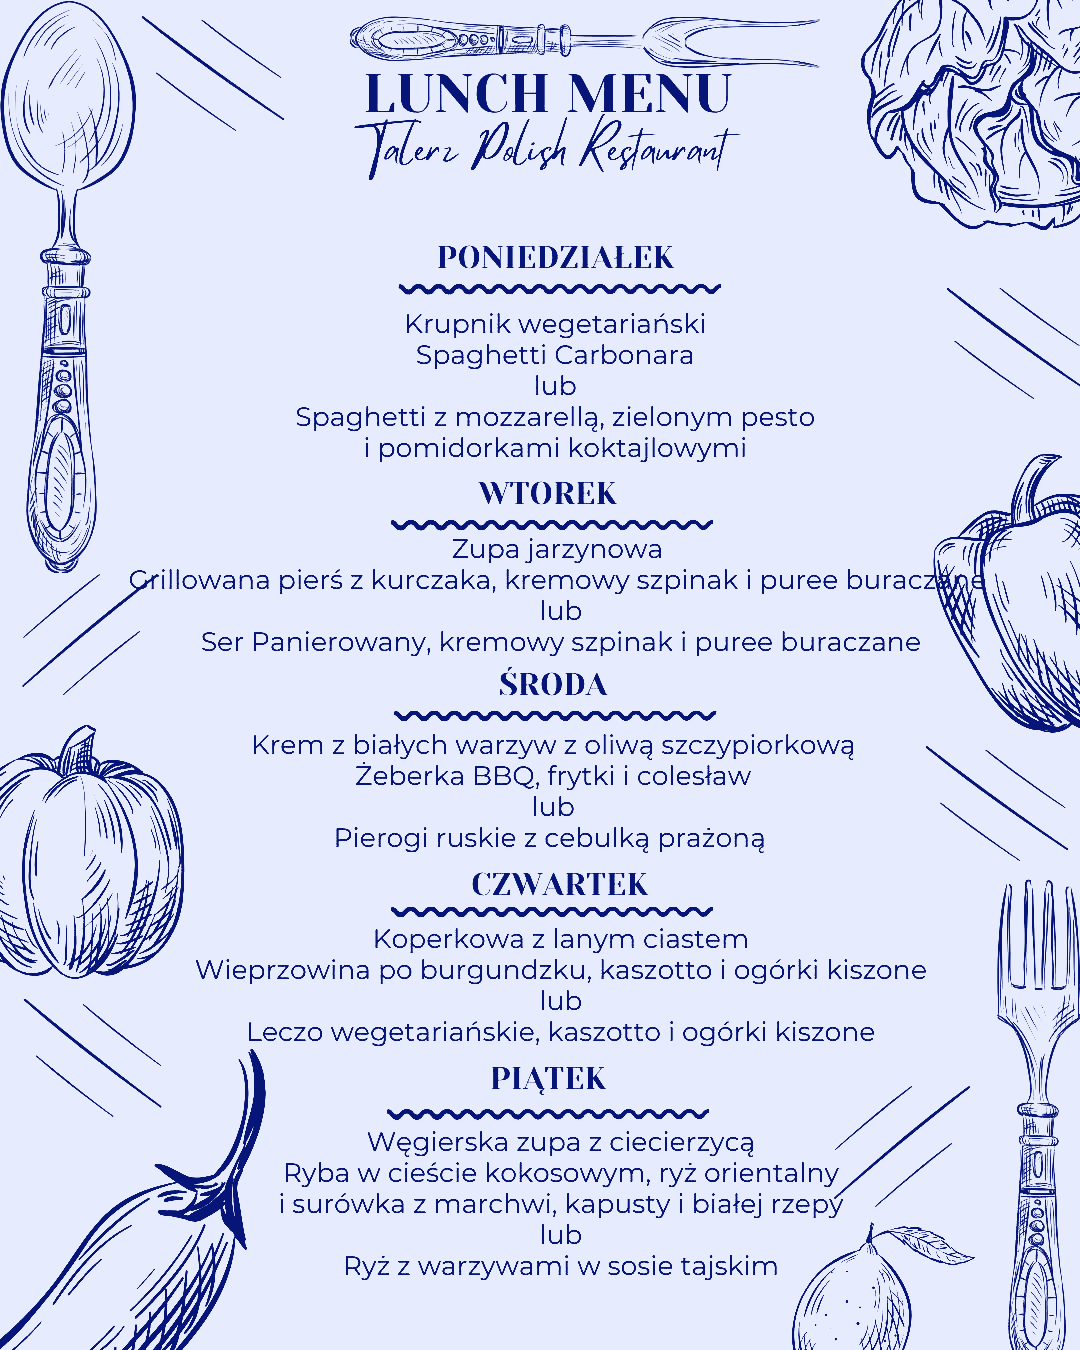 LUNCH MENU
Talerz Polish Restaurant
PONIEDZIAŁEK
Krupnik wegetariański
Spaghetti Carbonara
lub
Spaghetti z mozzarellą, zielonym pesto
i pomidorkami koktajlowymi
WTOREK
Zupa jarzynowa
Grillowana pierś z kurczaka, kremowy szpinak i puree buraczane
lub
Ser Panierowany, kremowy szpinak i puree buraczane
ŚRODA
Krem z białych warzyw z oliwą szczypiorkową
Żeberka BBQ, frytki i colesław
lub
Pierogi ruskie z cebulką prażoną
CZWARTEK
Koperkowa z lanym ciastem
Wieprzowina po burgundzku, kaszotto i ogórki kiszone
lub
Leczo wegetariańskie, kaszotto i ogórki kiszone
PIĄTEK
Węgierska zupa z ciecierzycą
Ryba w cieście kokosowym, ryż orientalny
i surówka z marchwi, kapusty i białej rzepy
lub
Ryż z warzywami w sosie tajskim